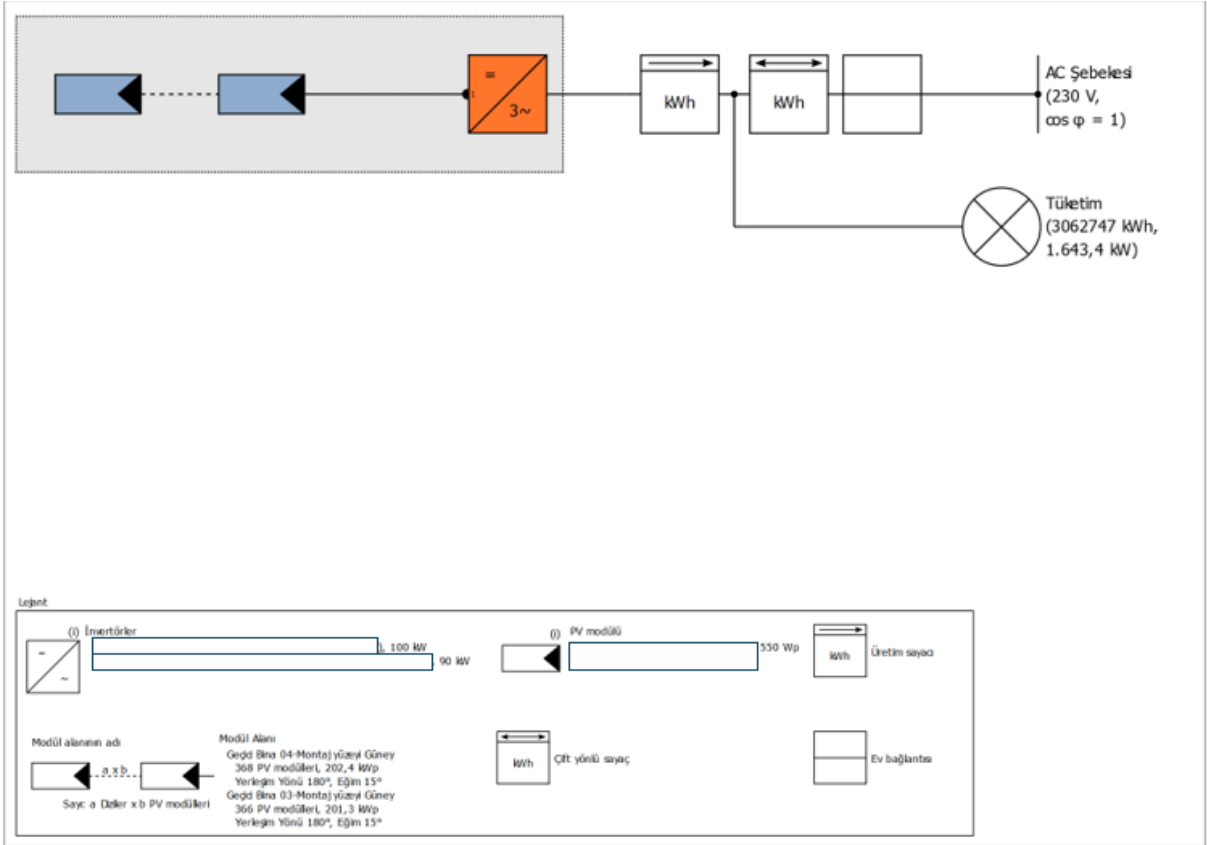 =
3~
kWh
kWh
AC Şebekesi
(230 V,
cos φ = 1)
Tüketim
(3062747 kWh,
1.643,4 kW)
Lejant
(i) İnvertörler
), 100 kW
90 kW
=
~
(i) PV modülü
550 Wp
kWh
Üretim sayacı
Modül alanının adı
a x b
Sayı: a Diziler x b PV modülleri
Modül Alanı
Geçid Bina 04-Montaj yüzeyi Güney
368 PV modülleri, 202,4 kWp
Yerleşim Yönü 180°, Eğim 15°
Geçid Bina 03-Montaj yüzeyi Güney
366 PV modülleri, 201,3 kWp
Yerleşim Yönü 180°, Eğim 15°
kWh
Çift yönlü sayaç
Ev bağlantısı